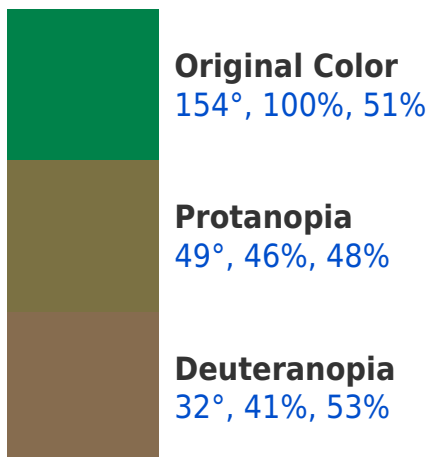 Original Color
154°, 100%, 51%
Protanopia
49°, 46%, 48%
Deuteranopia
32°, 41%, 53%